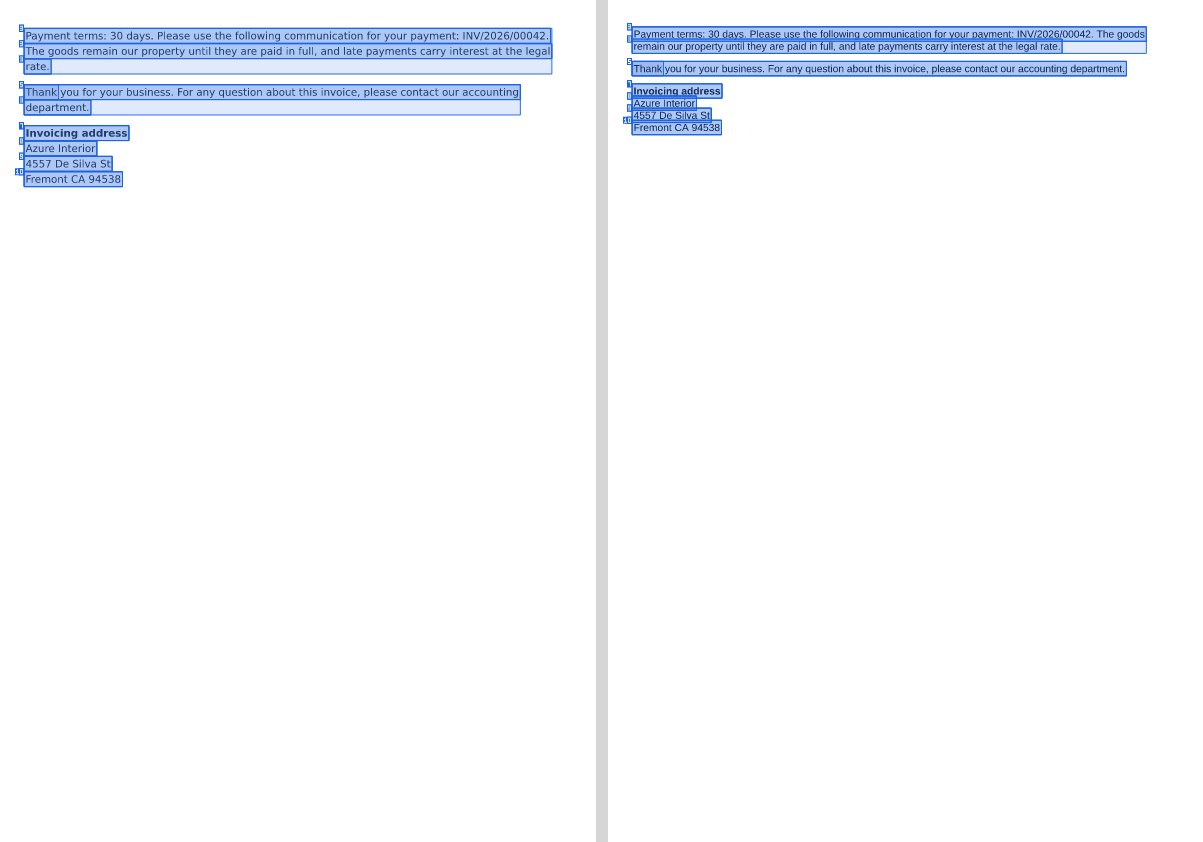 Payment terms: 30 days. Please use the following communication for your payment: INV/2026/00042.
The goods remain our property until they are paid in full, and late payments carry interest at the legal
rate.
Thank you for your business. For any question about this invoice, please contact our accounting
department.
Invoicing address
Azure Interior
4557 De Silva St
Fremont CA 94538
Payment terms: 30 days. Please use the following communication for your payment: INV/2026/00042. The goods
remain our property until they are paid in full, and late payments carry interest at the legal rate.
Thank you for your business. For any question about this invoice, please contact our accounting department.
Invoicing address
Azure Interior
4557 De Silva St
Fremont CA 94538